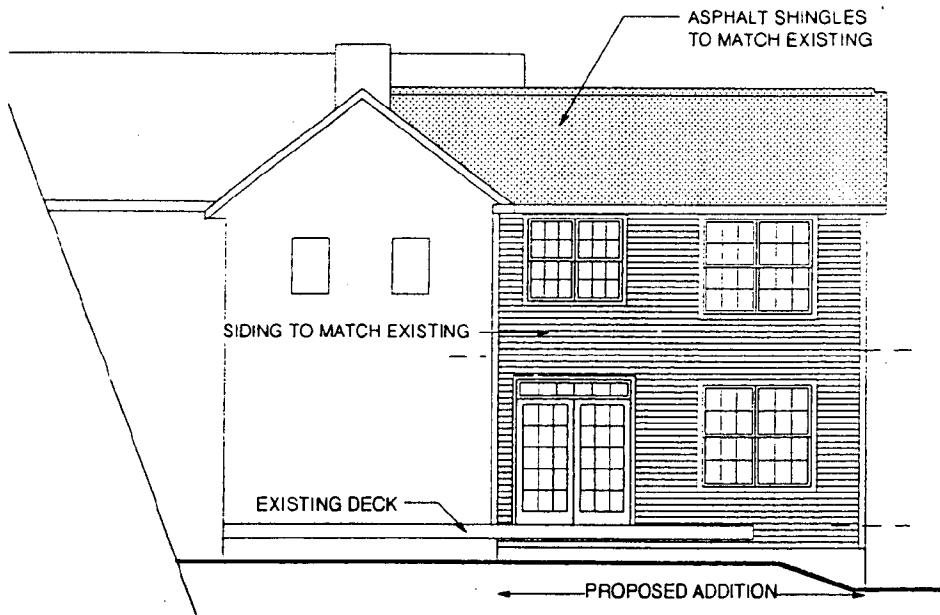 ASPHALT SHINGLES
TO MATCH EXISTING
SIDING TO MATCH EXISTING
EXISTING DECK
PROPOSED ADDITION